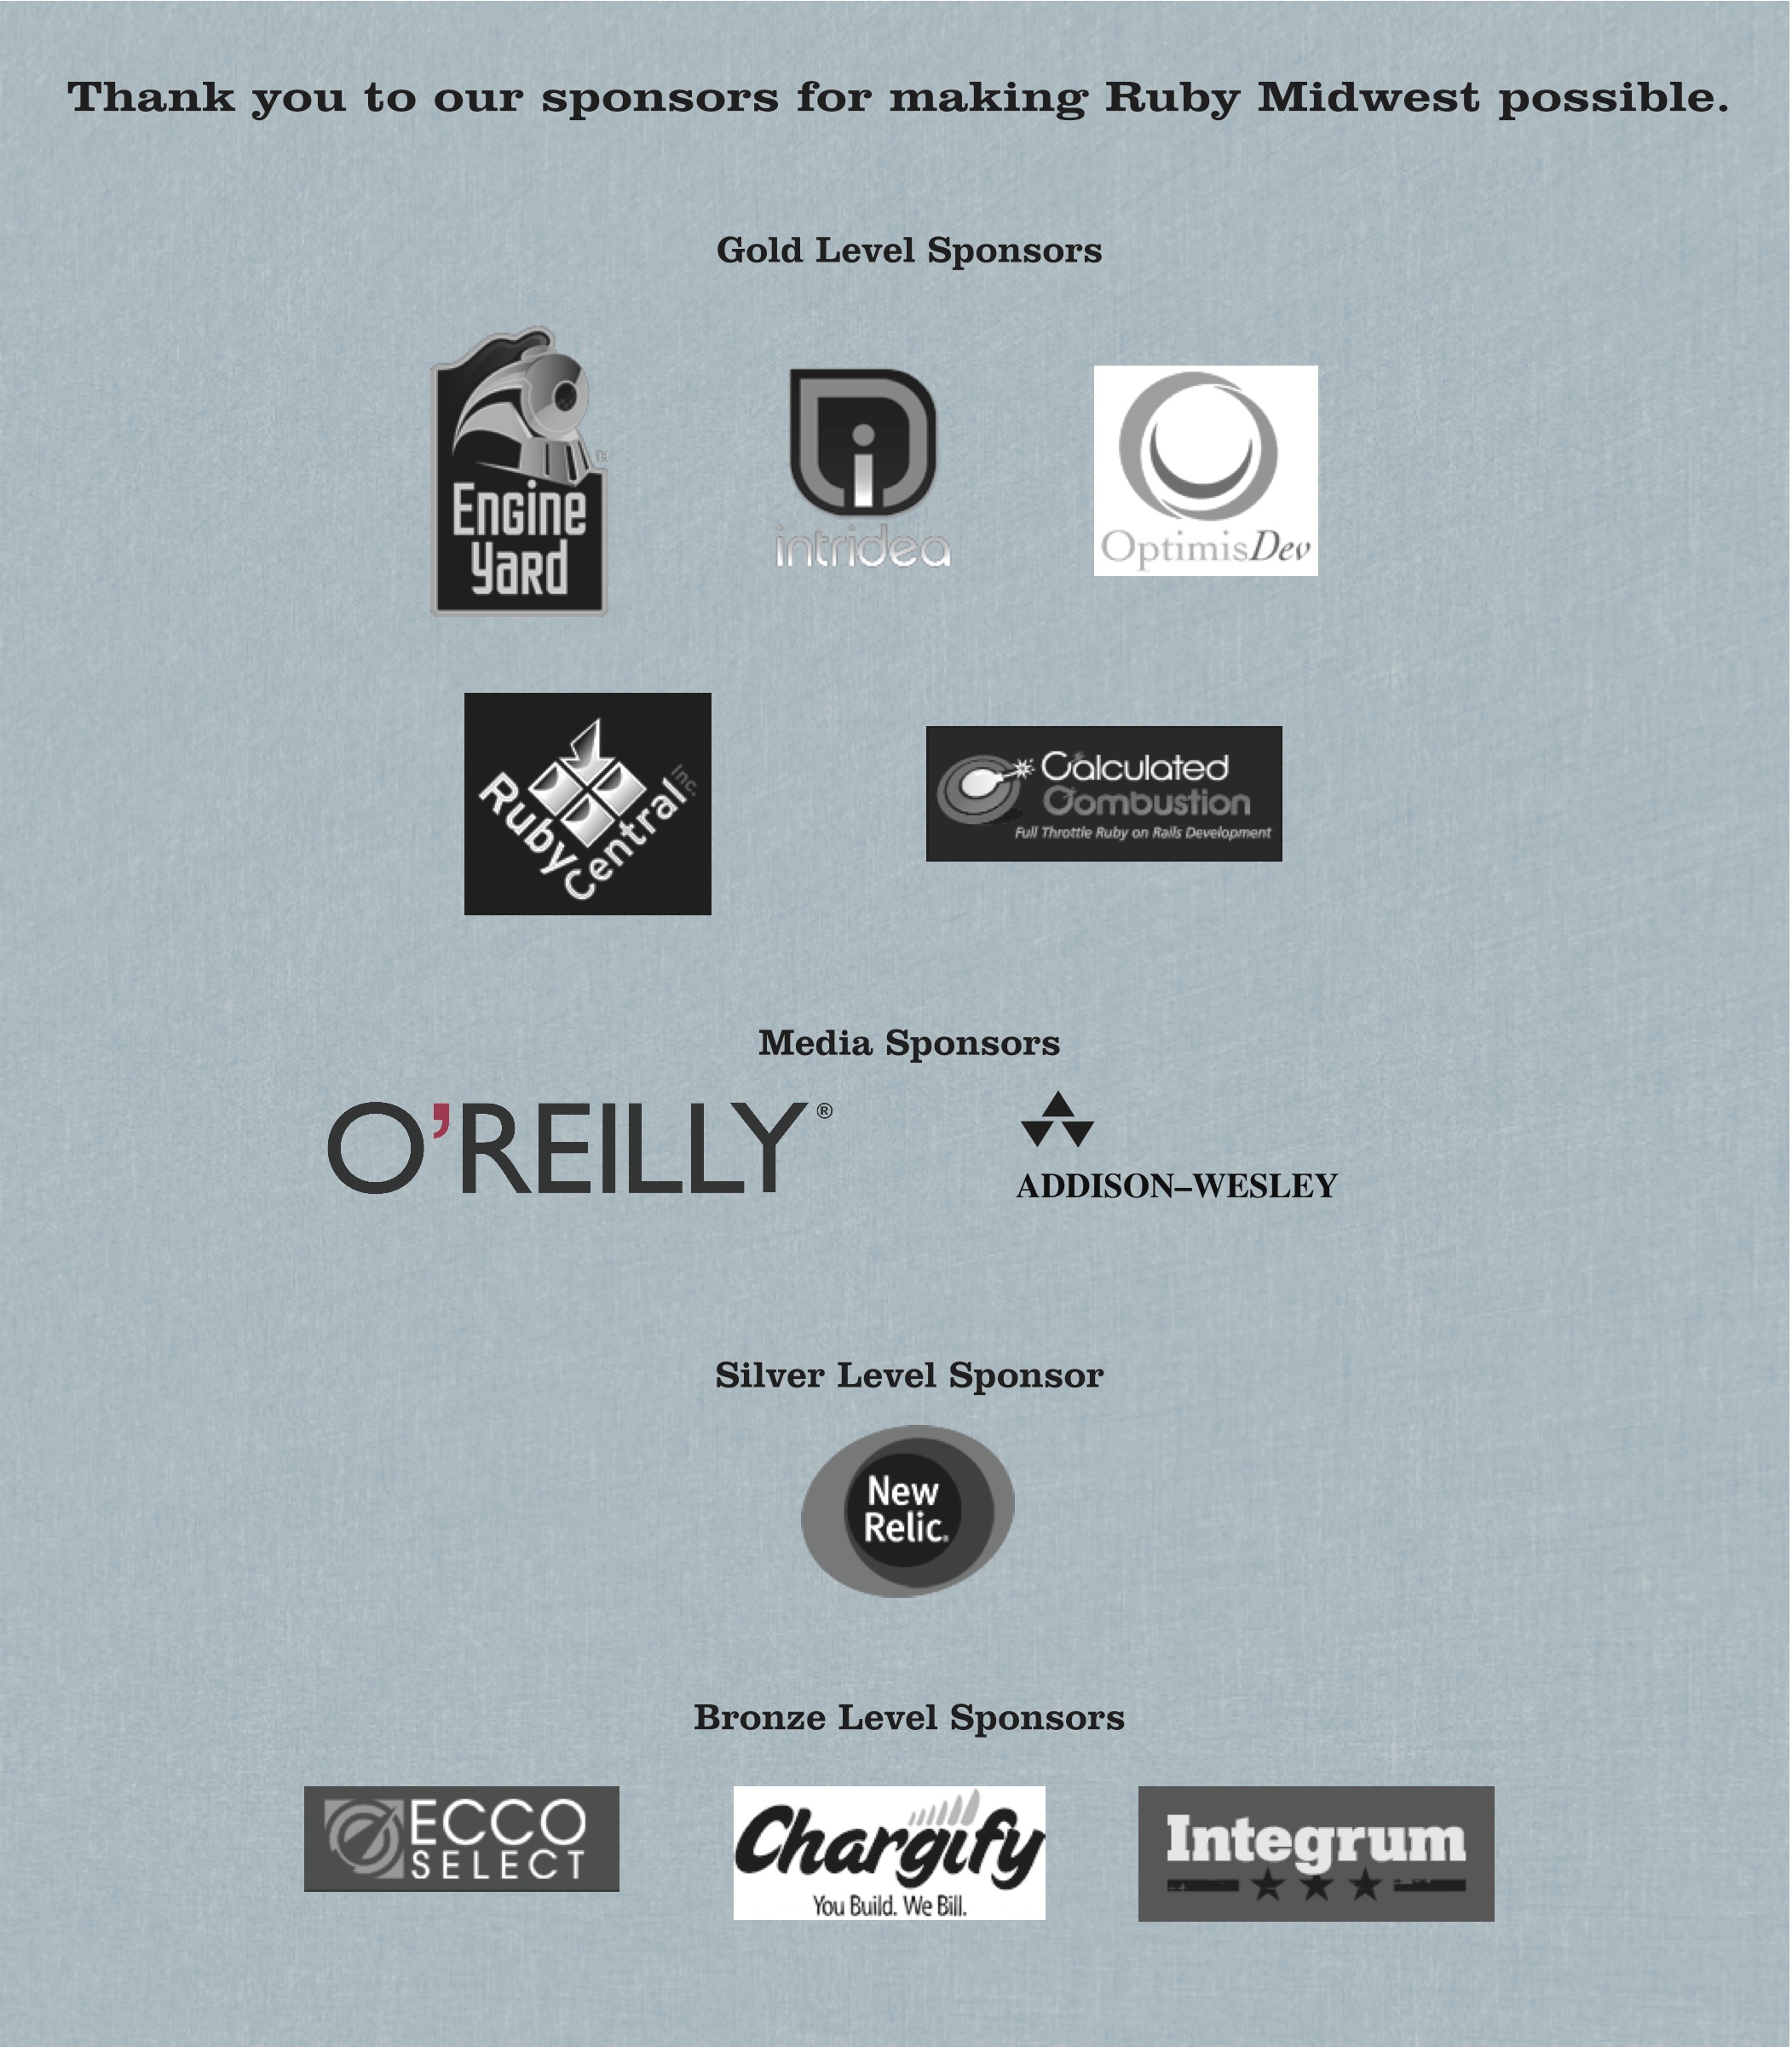 Thank you to our sponsors for making Ruby Midwest possible.
Gold Level Sponsors
Engine
Yard
TM
intridea
OptimisDev
Ruby
Central
Inc.
Calculated
Combustion
Full Throttle Ruby on Rails Development
Media Sponsors
O'REILLY®
ADDISON–WESLEY
Silver Level Sponsor
New
Relic®
Bronze Level Sponsors
ECCO
SELECT
Chargify
You Build. We Bill.
Integrum